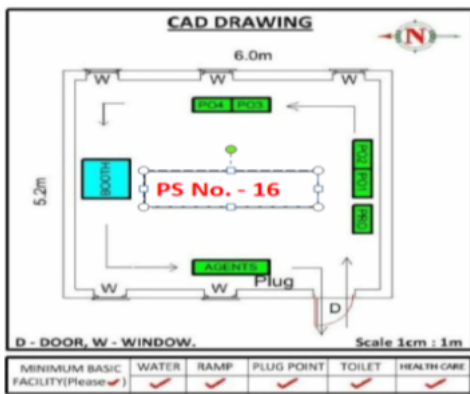 CAD DRAWING
N
6.0m
W W W
PO4 PO3
5.2m
BOOTH
PS No. - 16
PO2
PO1
PRO
AGENTS
Plug
W W
D
D - DOOR, W - WINDOW.
Scale 1cm : 1m
MINIMUM BASIC FACILITY(Please ✓)
WATER
RAMP
PLUG POINT
TOILET
HEALTH CARE
✓ ✓ ✓ ✓ ✓